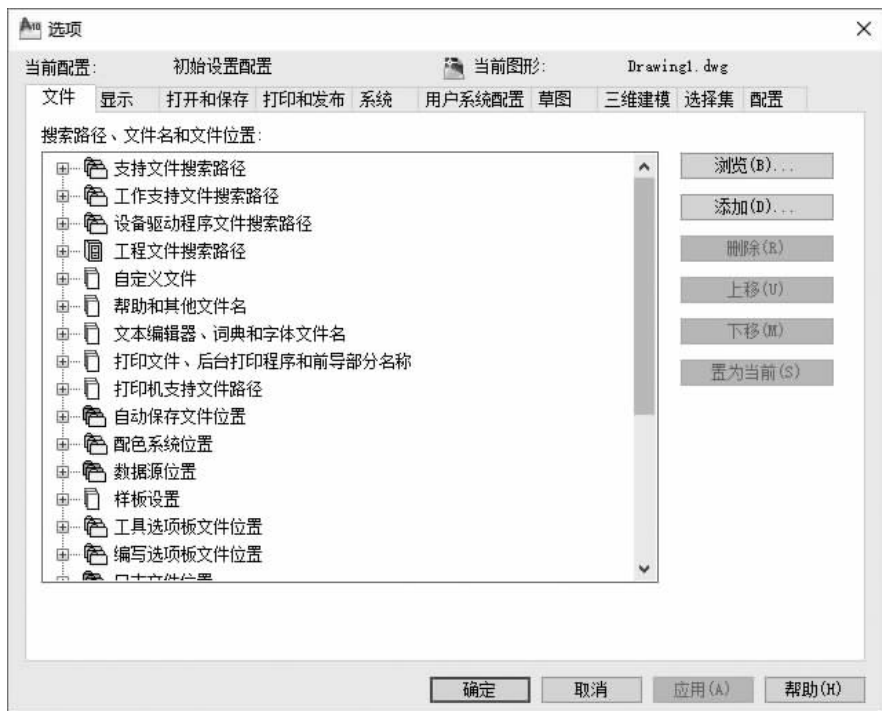 选项
当前配置: 初始设置配置 当前图形: Drawing1.dwg
文件 显示 打开和保存 打印和发布 系统 用户系统配置 草图 三维建模 选择集 配置
搜索路径、文件名和文件位置:
支持文件搜索路径
工作支持文件搜索路径
设备驱动程序文件搜索路径
工程文件搜索路径
自定义文件
帮助和其他文件名
文本编辑器、词典和字体文件名
打印文件、后台打印程序和前导部分名称
打印机支持文件路径
自动保存文件位置
配色系统位置
数据源位置
样板设置
工具选项板文件位置
编写选项板文件位置
日志文件位置
浏览(B)...
添加(D)...
删除(R)
上移(U)
下移(M)
置为当前(S)
确定 取消 应用(A) 帮助(H)